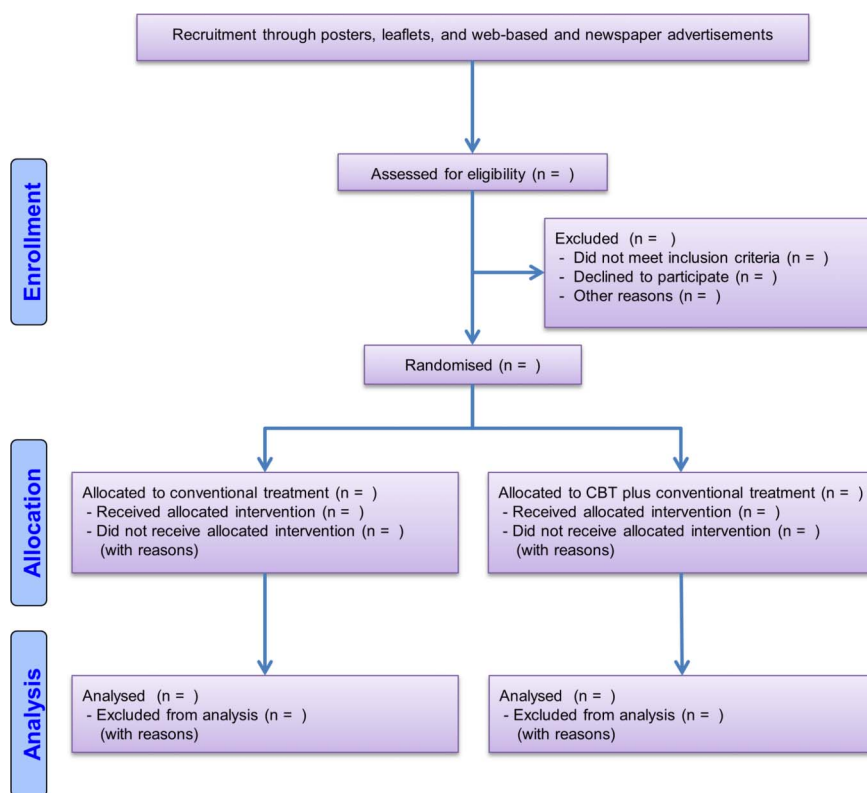 Recruitment through posters, leaflets, and web-based and newspaper advertisements
Enrollment
Assessed for eligibility (n =  )
Excluded (n =  )
- Did not meet inclusion criteria (n =  )
- Declined to participate (n =  )
- Other reasons (n =  )
Randomised (n =  )
Allocation
Allocated to conventional treatment (n =  )
- Received allocated intervention (n =  )
- Did not receive allocated intervention (n =  )
(with reasons)
Allocated to CBT plus conventional treatment (n =  )
- Received allocated intervention (n =  )
- Did not receive allocated intervention (n =  )
(with reasons)
Analysis
Analysed (n =  )
- Excluded from analysis (n =  )
(with reasons)
Analysed (n =  )
- Excluded from analysis (n =  )
(with reasons)